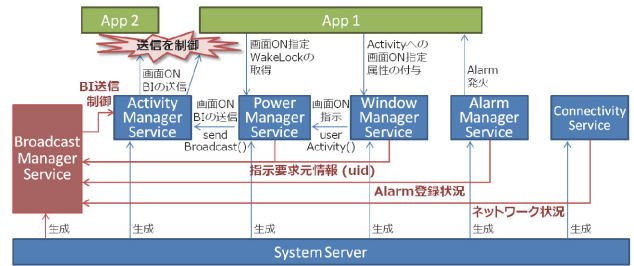 App 2
App 1
送信を制御
画面ON
BIの送信
画面ON指定
WakeLockの
取得
Activityへの
画面ON指定
属性の付与
Alarm
発火
BI送信
制御
Activity
Manager
Service
画面ON
BIの送信
send
Broadcast()
Power
Manager
Service
画面ON
指示
user
Activity()
Window
Manager
Service
Alarm
Manager
Service
Connectivity
Service
Broadcast
Manager
Service
指示要求元情報 (uid)
Alarm登録状況
ネットワーク状況
生成
生成
生成
生成
生成
生成
System Server